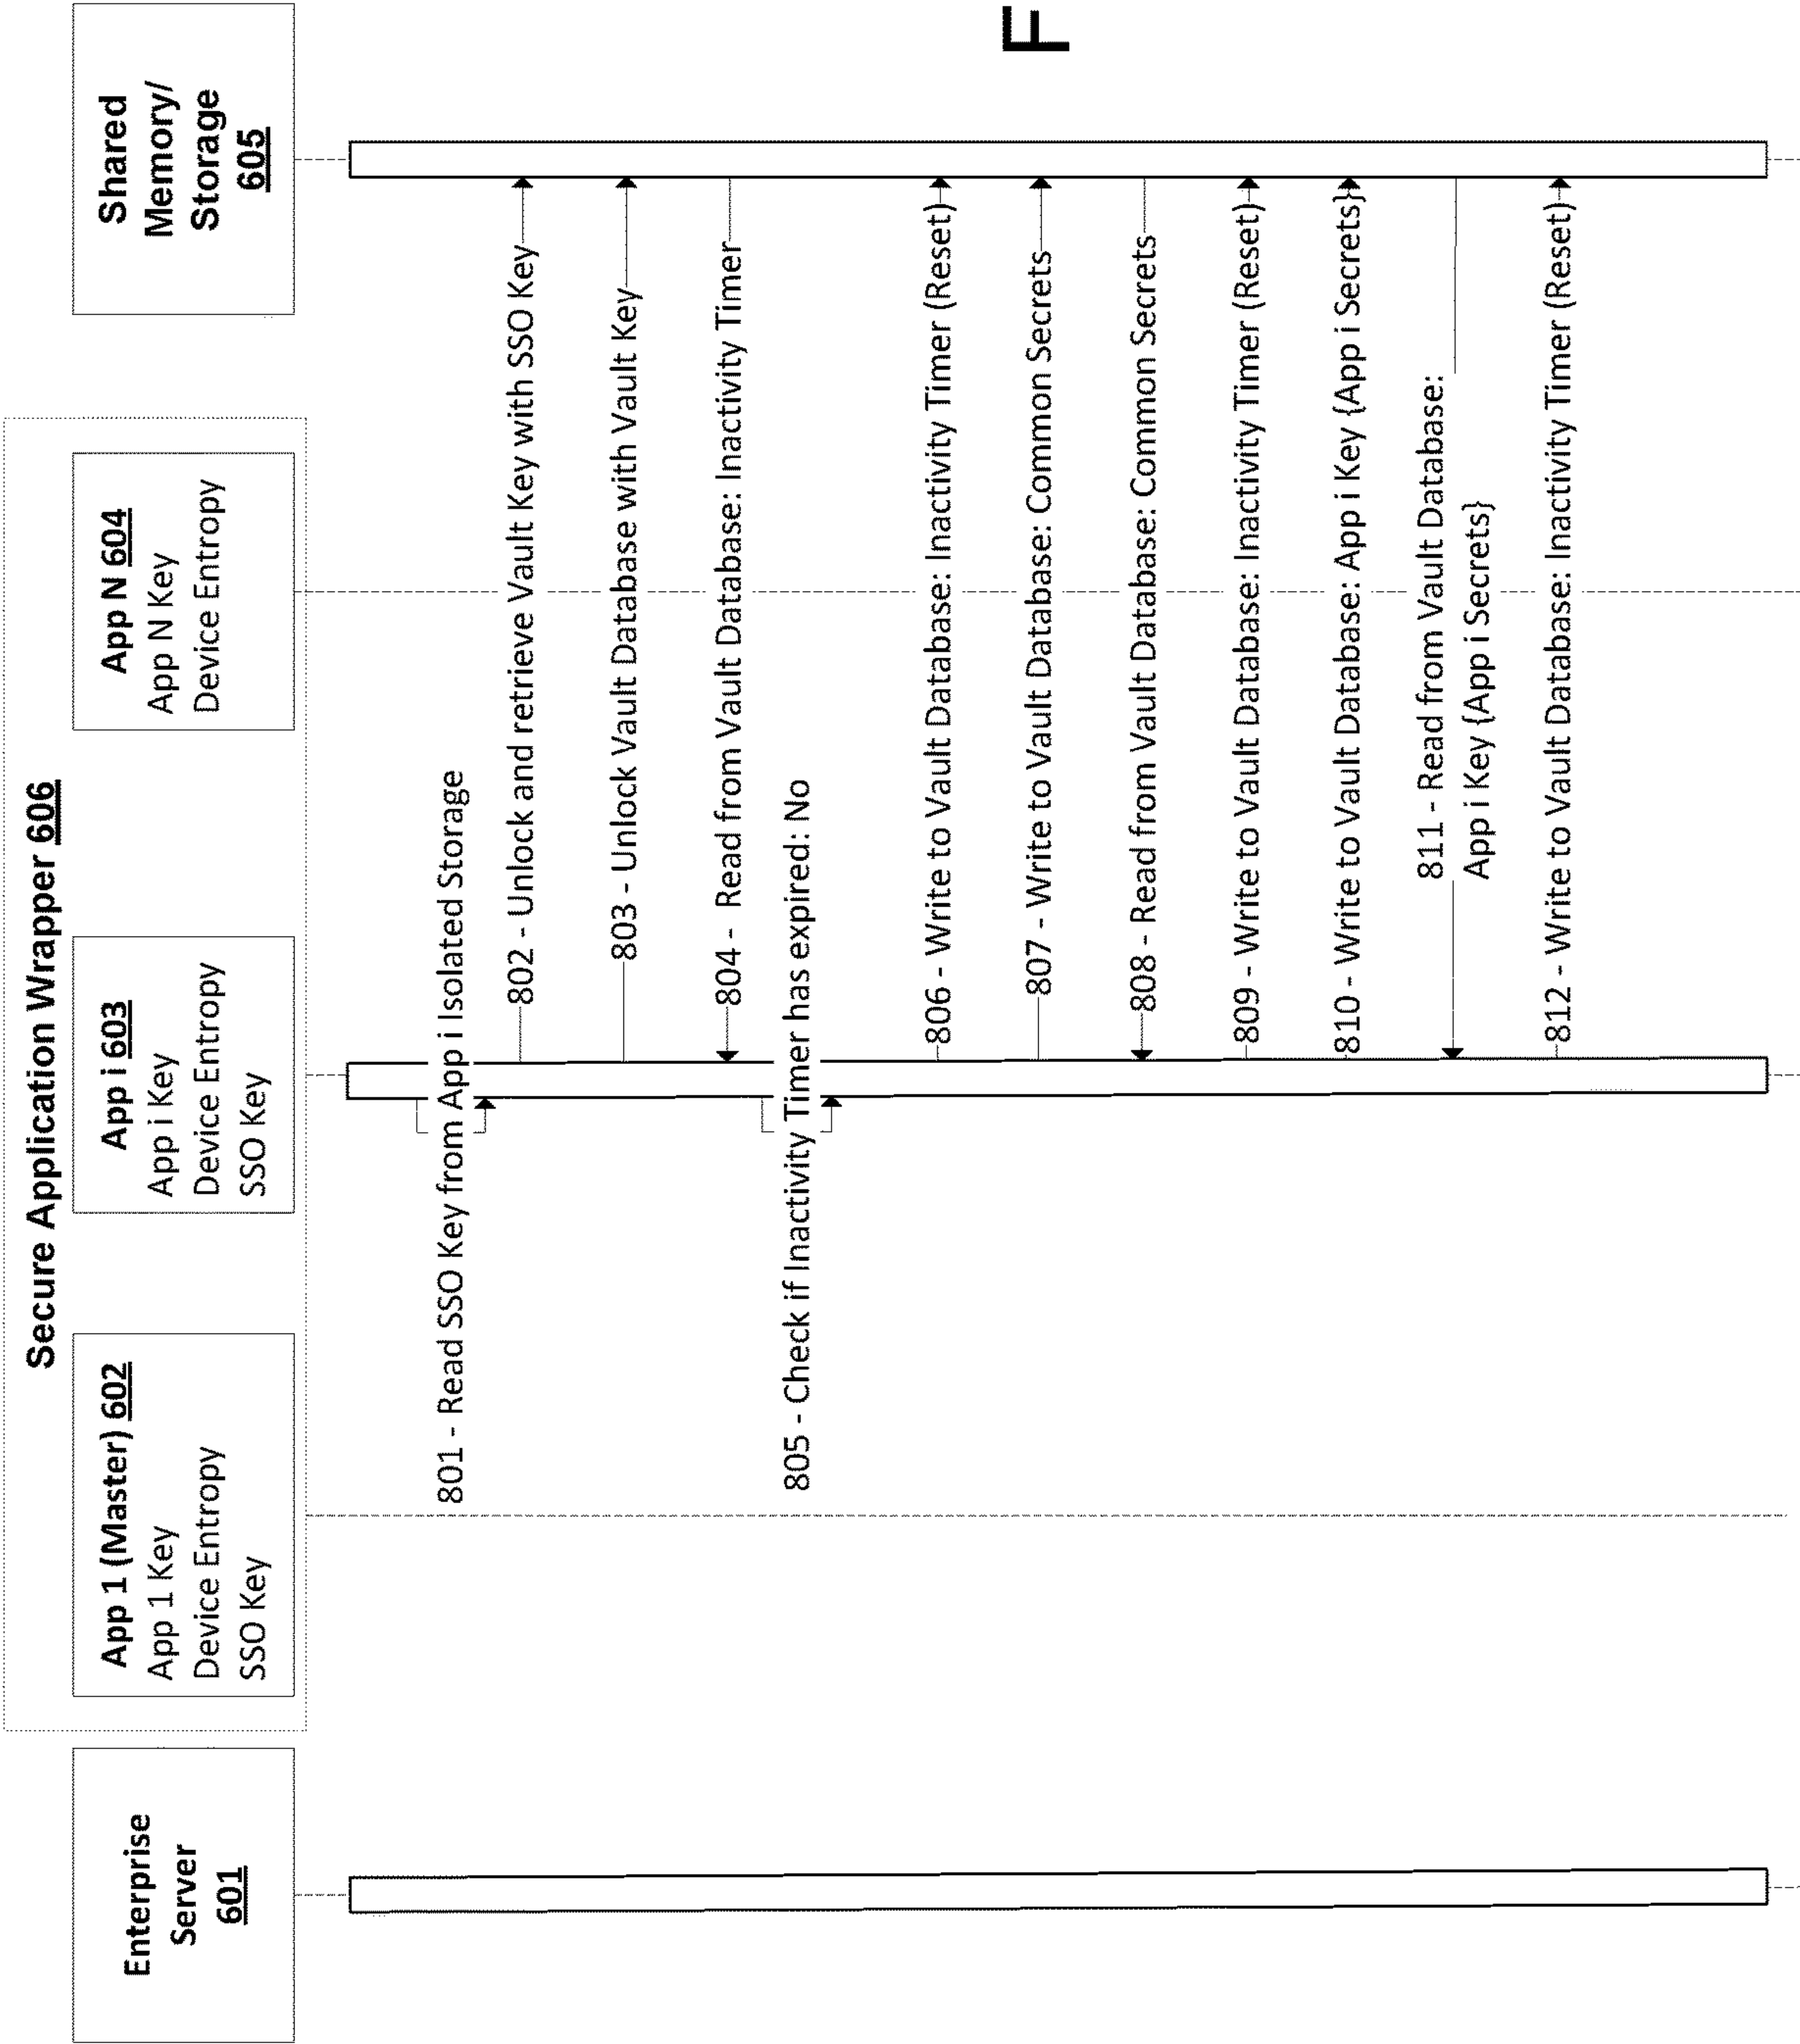 Secure Application Wrapper 606
Enterprise
Server
601
App 1 (Master) 602
App 1 Key
Device Entropy
SSO Key
App i 603
App i Key
Device Entropy
SSO Key
App N 604
App N Key
Device Entropy
Shared
Memory/
Storage
605
801 - Read SSO Key from App i Isolated Storage
802 - Unlock and retrieve Vault Key with SSO Key
803 - Unlock Vault Database with Vault Key
804 - Read from Vault Database: Inactivity Timer
805 - Check if Inactivity Timer has expired: No
806 - Write to Vault Database: Inactivity Timer (Reset)
807 - Write to Vault Database: Common Secrets
808 - Read from Vault Database: Common Secrets
809 - Write to Vault Database: Inactivity Timer (Reset)
810 - Write to Vault Database: App i Key {App i Secrets}
811 - Read from Vault Database:
App i Key {App i Secrets}
812 - Write to Vault Database: Inactivity Timer (Reset)
F